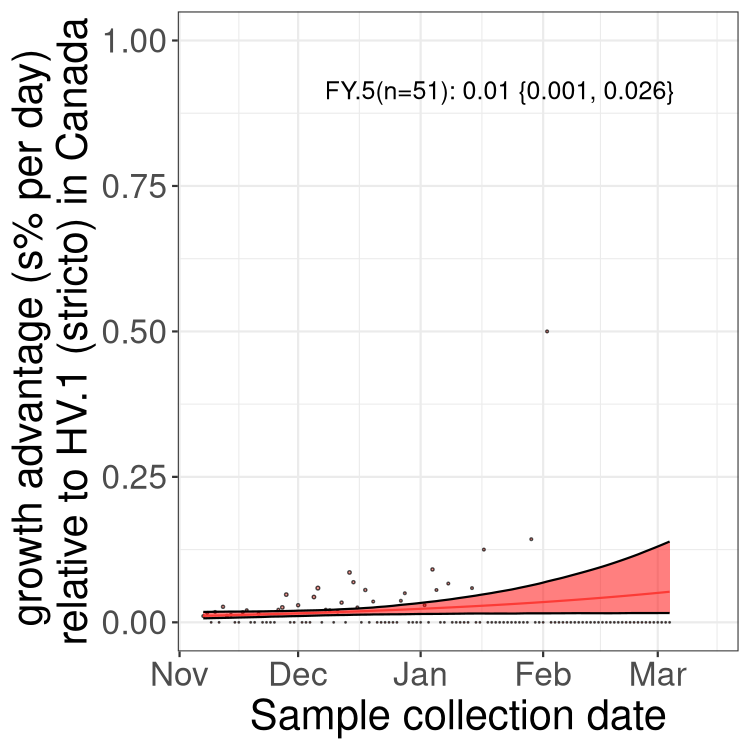 growth advantage (s% per day)
relative to HV.1 (stricto) in Canada
1.00
0.75
0.50
0.25
0.00
FY.5(n=51): 0.01 {0.001, 0.026}
Nov Dec Jan Feb Mar
Sample collection date